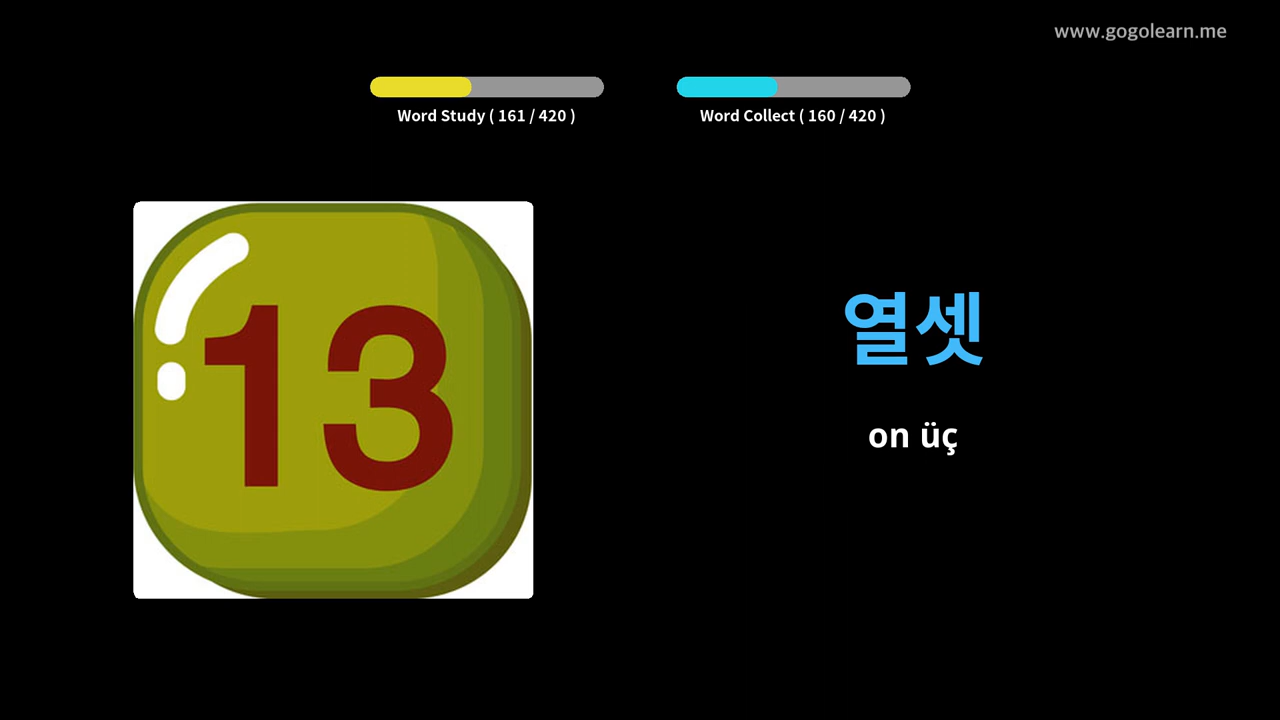 www.gogolearn.me
Word Study ( 161 / 420 )
Word Collect ( 160 / 420 )
13
열셋
on üç